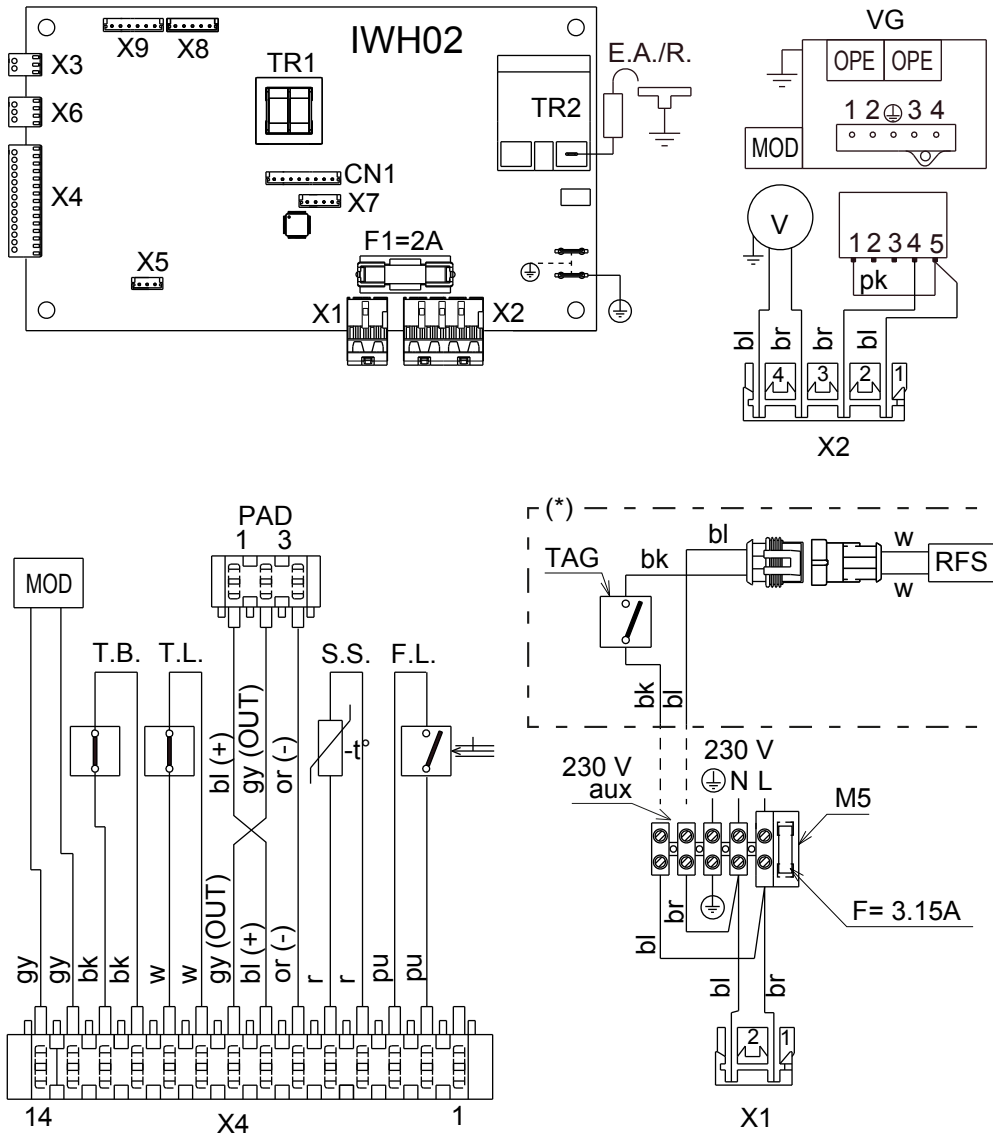 IWH02
X9
X8
X3
X6
X4
TR1
TR2
E.A./R.
CN1
X7
F1=2A
X5
X1
X2
VG
OPE
OPE
1 2 3 4
MOD
V
1 2 3 4 5
pk
bl
br
br
bl
4
3
2
1
X2
PAD
1 3
MOD
T.B.
T.L.
S.S.
F.L.
-t°
bl (+)
gy (OUT)
or (-)
gy
gy
bk
bk
w
w
gy (OUT)
bl (+)
or (-)
r
r
pu
pu
14
1
X4
(*)
TAG
bk
bl
w
w
RFS
bk
bl
230 V
aux
230 V
N L
M5
F= 3.15A
bl
br
bl
br
2
1
X1